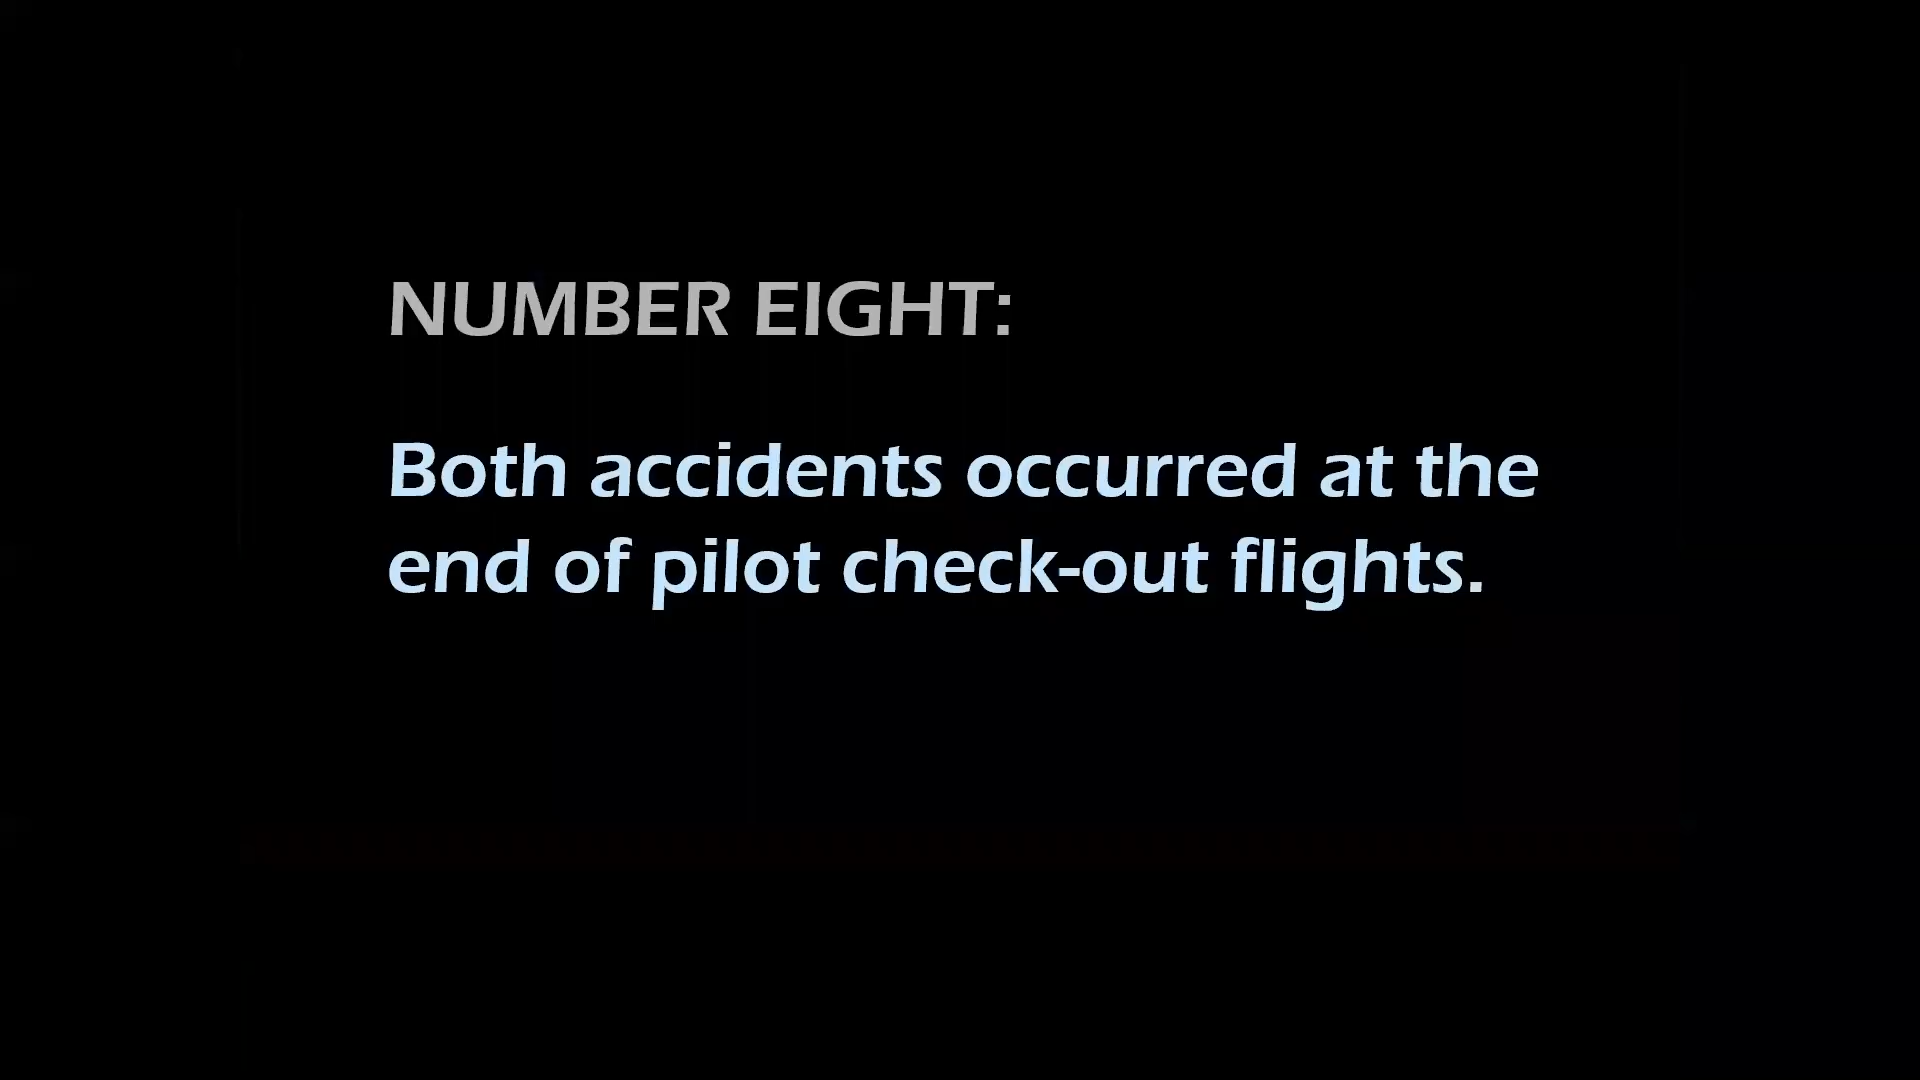 NUMBER EIGHT:
Both accidents occurred at the
end of pilot check-out flights.